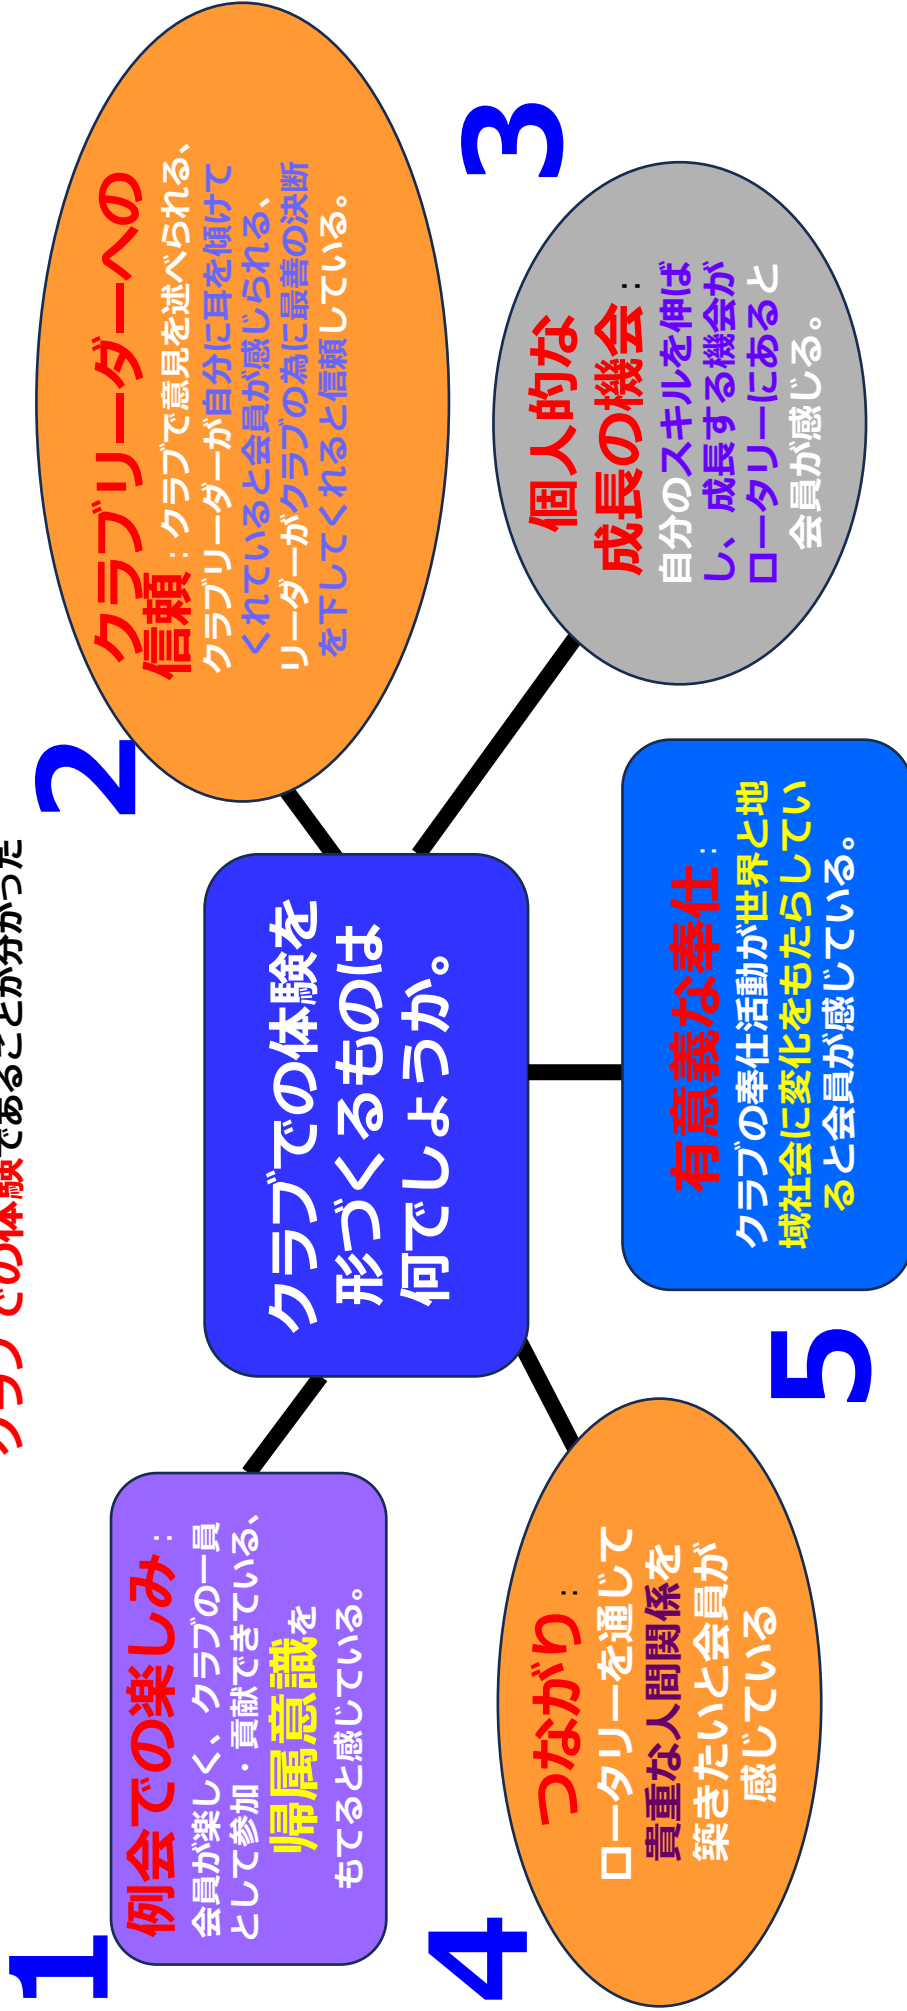 クラブでの体験であることが分かった
1
例会での楽しみ：
会員が楽しく、クラブの一員
として参加・貢献できている、
帰属意識を
もてると感じている。
2
クラブリーダーへの
信頼：クラブで意見を述べられる、
クラブリーダーが自分に耳を傾けて
くれていると会員が感じられる、
リーダーがクラブの為に最善の決断
を下してくれると信頼している。
クラブでの体験を
形づくるものは
何でしょうか。
3
個人的な
成長の機会：
自分のスキルを伸ば
し、成長する機会が
ロータリーにあると
会員が感じる。
4
つながり：
ロータリーを通じて
貴重な人間関係を
築きたいと会員が
感じている
5
有意義な奉仕：
クラブの奉仕活動が世界と地
域社会に変化をもたらしてい
ると会員が感じている。